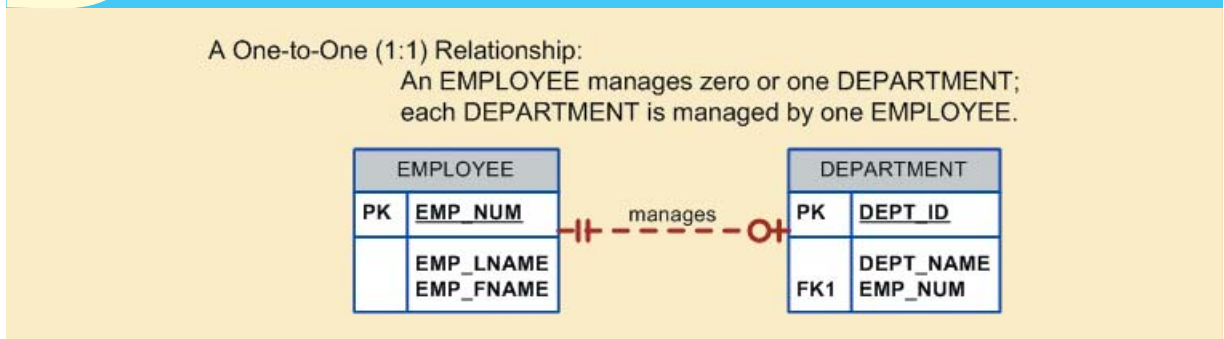 A One-to-One (1:1) Relationship:
An EMPLOYEE manages zero or one DEPARTMENT;
each DEPARTMENT is managed by one EMPLOYEE.
EMPLOYEE
PK EMP_NUM
EMP_LNAME
EMP_FNAME
manages
DEPARTMENT
PK DEPT_ID
DEPT_NAME
FK1 EMP_NUM